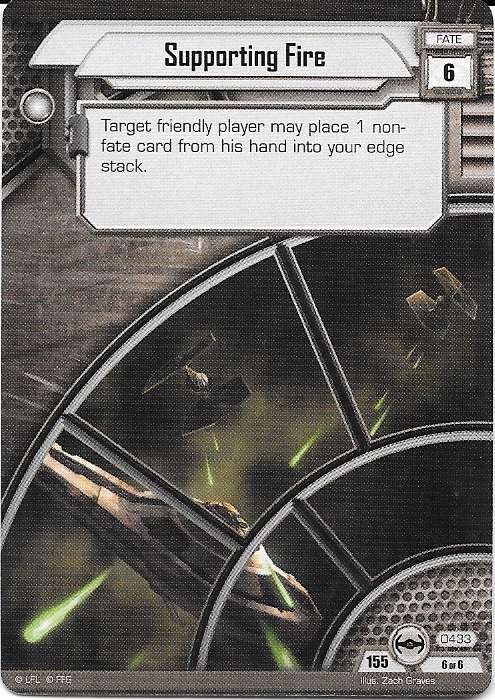 Supporting Fire
FATE
6
Target friendly player may place 1 non-
fate card from his hand into your edge
stack.
0433
155
6 OF 6
© LFL © FFG
Illus. Zach Graves